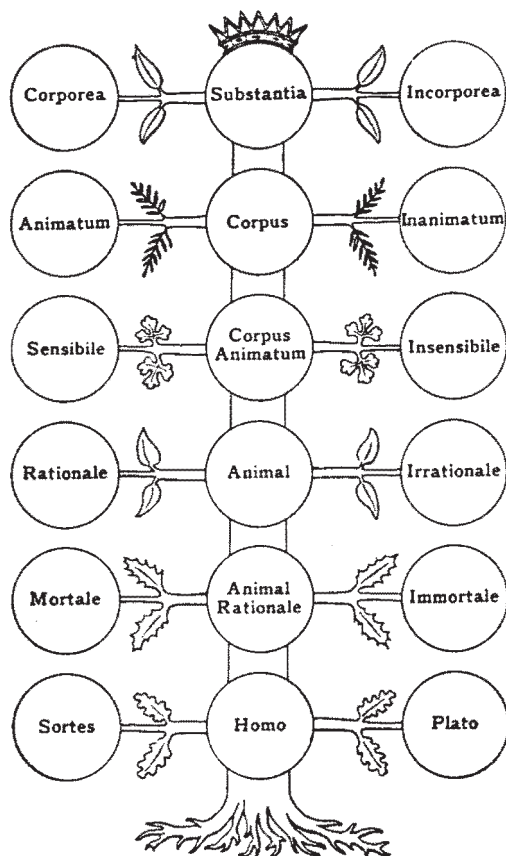 Corporea
Substantia
Incorporea
Animatum
Corpus
Inanimatum
Sensibile
Corpus
Animatum
Insensibile
Rationale
Animal
Irrationale
Mortale
Animal
Rationale
Immortale
Sortes
Homo
Plato